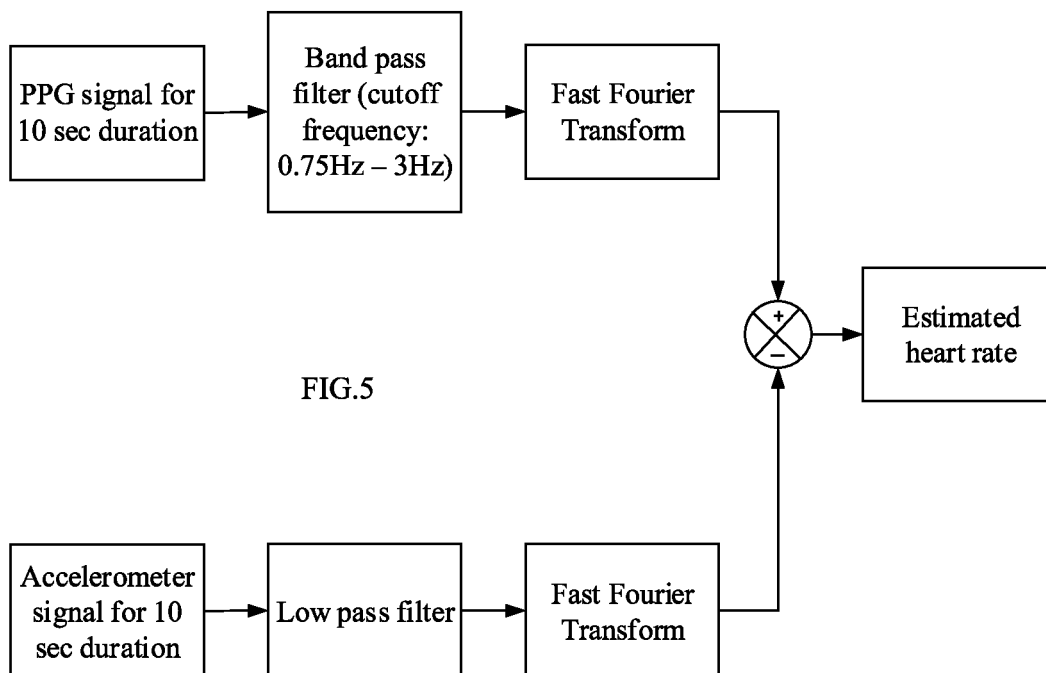 PPG signal for
10 sec duration
Band pass
filter (cutoff
frequency:
0.75Hz – 3Hz)
Fast Fourier
Transform
+
−
Estimated
heart rate
FIG.5
Accelerometer
signal for 10
sec duration
Low pass filter
Fast Fourier
Transform